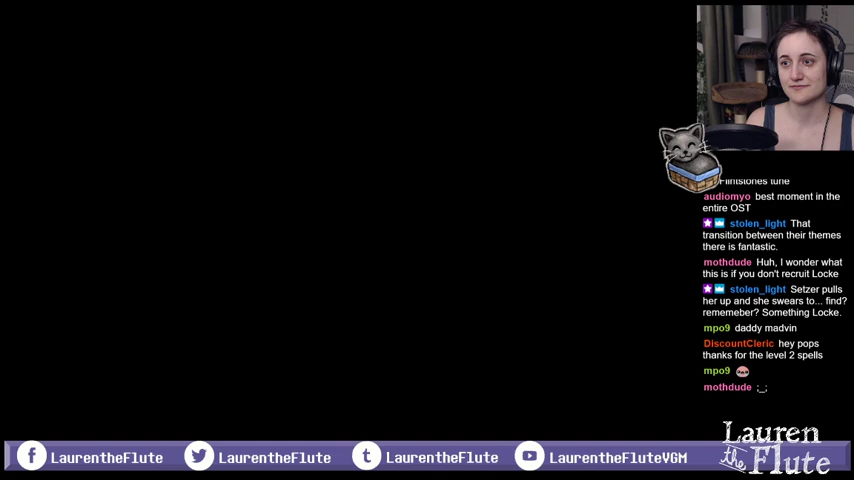 Flintstones tune
audiomyo best moment in the
entire OST
stolen_light That
transition between their themes
there is fantastic.
mothdude Huh, I wonder what
this is if you don't recruit Locke
stolen_light Setzer pulls
her up and she swears to... find?
rememeber? Something Locke.
mpo9 daddy madvin
DiscountCleric hey pops
thanks for the level 2 spells
mpo9
mothdude ;_;
Lauren
the Flute
LaurentheFlute
LaurentheFlute
LaurentheFlute
LaurentheFluteVGM